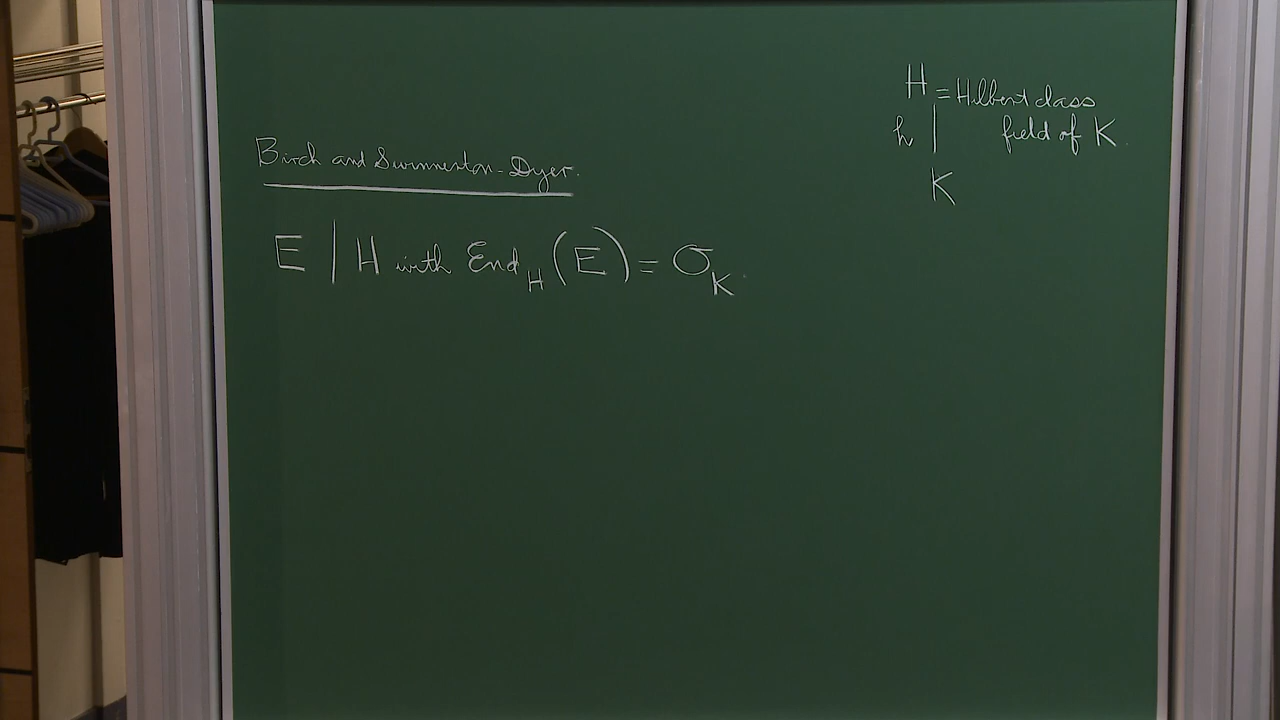 H = Hilbert class
h | field of K.
K
Birch and Swinnerton-Dyer.
E | H with End_H (E) = O_K.